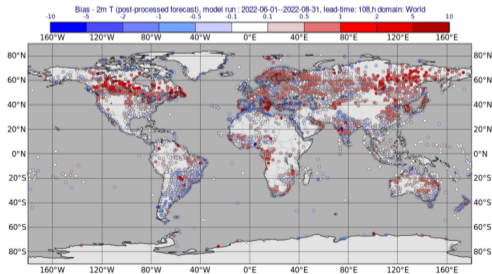 Bias - 2m T (post-processed forecast), model run : 2022-06-01--2022-08-31, lead-time: 108,h domain: World
-10 -5 -2 -1 -0.5 -0.1 0.1 0.5 1 2 5 10
160°W 120°W 80°W 40°W 0°E 40°E 80°E 120°E 160°E
80°N 80°N
60°N 60°N
40°N 40°N
20°N 20°N
0°N 0°N
20°S 20°S
40°S 40°S
60°S 60°S
80°S 80°S
160°W 120°W 80°W 40°W 0°E 40°E 80°E 120°E 160°E